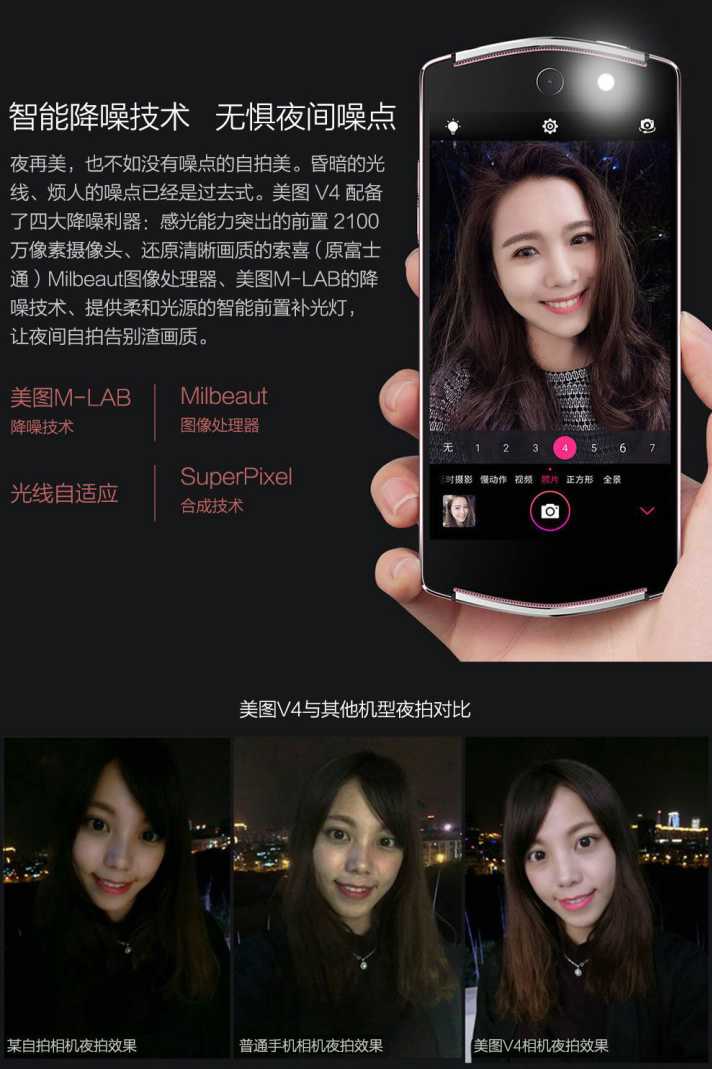 智能降噪技术 无惧夜间噪点
夜再美，也不如没有噪点的自拍美。昏暗的光
线、烦人的噪点已经是过去式。美图 V4 配备
了四大降噪利器：感光能力突出的前置 2100
万像素摄像头、还原清晰画质的索喜（原富士
通）Milbeaut图像处理器、美图M-LAB的降
噪技术、提供柔和光源的智能前置补光灯，
让夜间自拍告别渣画质。
美图M-LAB
降噪技术
Milbeaut
图像处理器
光线自适应
SuperPixel
合成技术
无 1 2 3 4 5 6 7
时摄影 慢动作 视频 照片 正方形 全景
美图V4与其他机型夜拍对比
某自拍相机夜拍效果
普通手机相机夜拍效果
美图V4相机夜拍效果